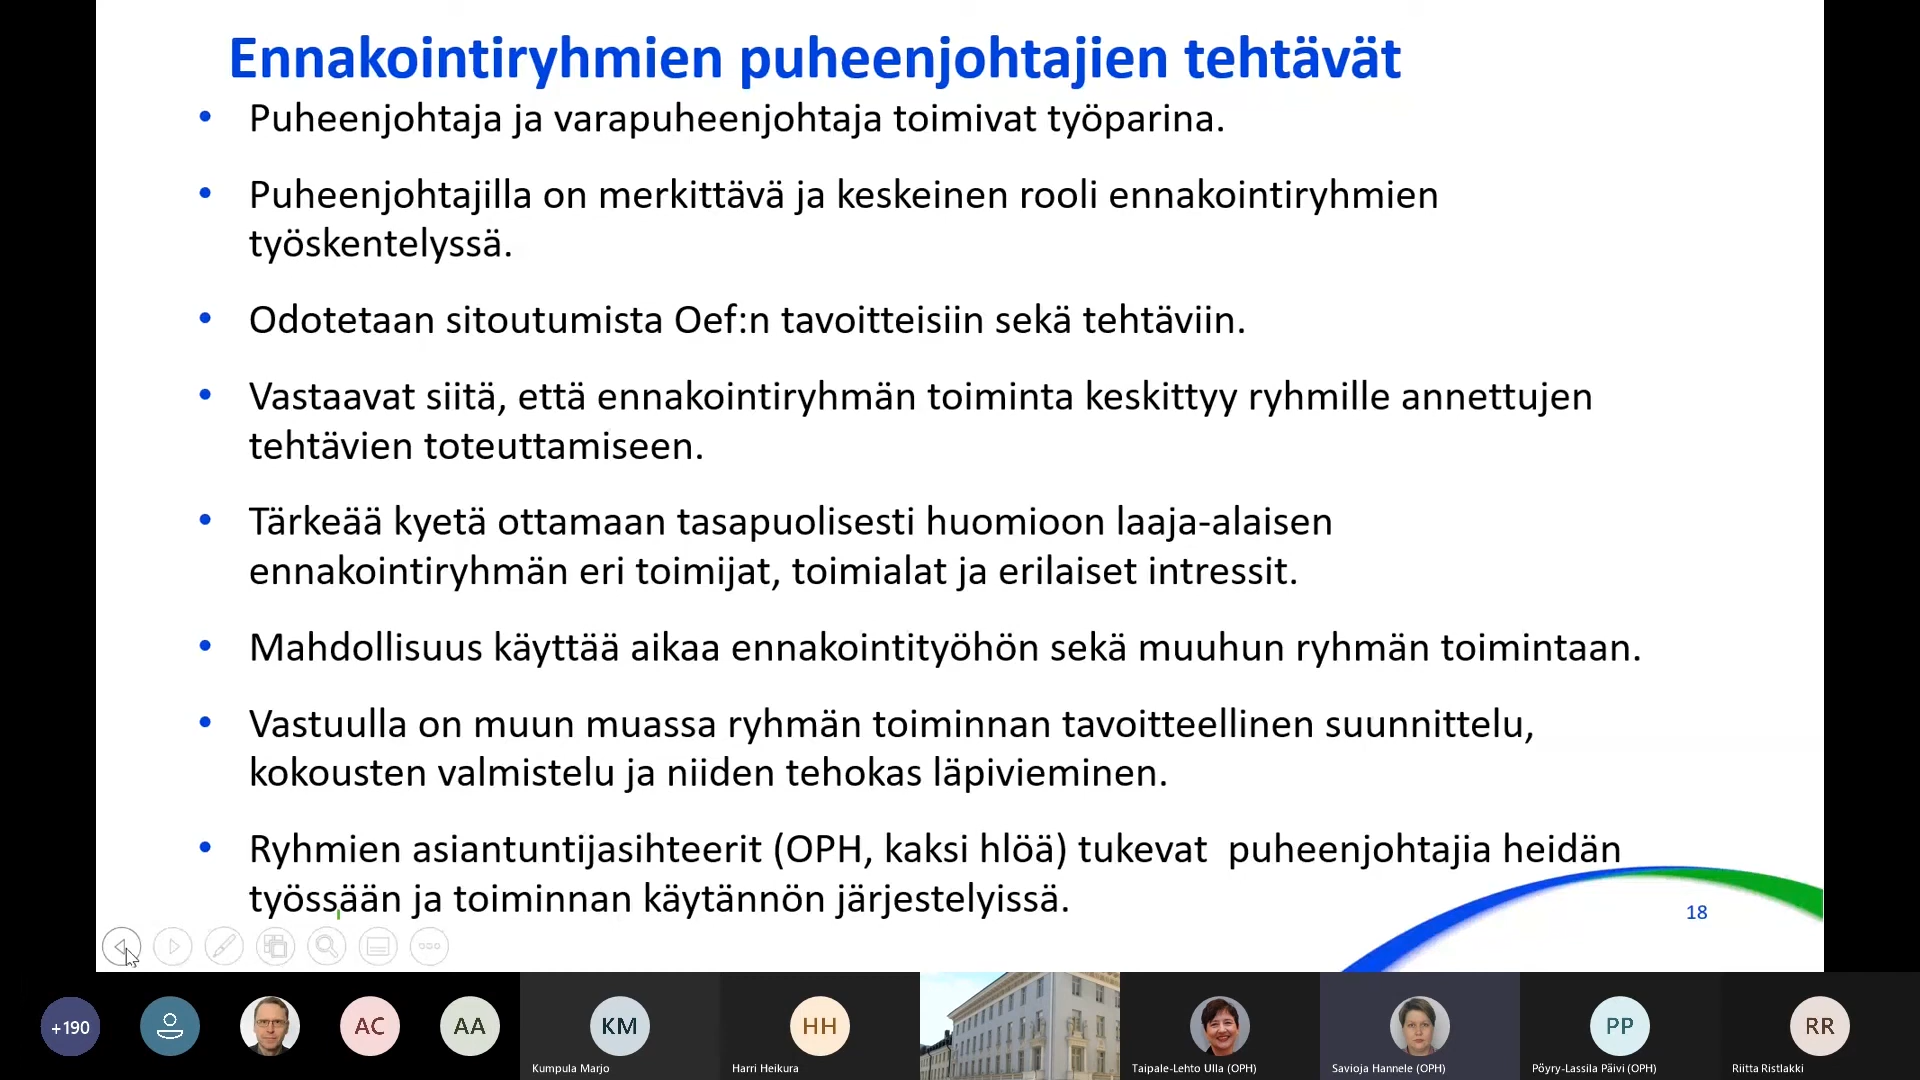 Ennakointiryhmien puheenjohtajien tehtävät
• Puheenjohtaja ja varapuheenjohtaja toimivat työparina.
• Puheenjohtajilla on merkittävä ja keskeinen rooli ennakointiryhmien
työskentelyssä.
• Odotetaan sitoutumista Oef:n tavoitteisiin sekä tehtäviin.
• Vastaavat siitä, että ennakointiryhmän toiminta keskittyy ryhmille annettujen
tehtävien toteuttamiseen.
• Tärkeää kyetä ottamaan tasapuolisesti huomioon laaja-alaisen
ennakointiryhmän eri toimijat, toimialat ja erilaiset intressit.
• Mahdollisuus käyttää aikaa ennakointityöhön sekä muuhun ryhmän toimintaan.
• Vastuulla on muun muassa ryhmän toiminnan tavoitteellinen suunnittelu,
kokousten valmistelu ja niiden tehokas läpivieminen.
• Ryhmien asiantuntijasihteerit (OPH, kaksi hlöä) tukevat  puheenjohtajia heidän
työssään ja toiminnan käytännön järjestelyissä.
18
+190
AC
AA
KM
HH
PP
RR
Kumpula Marjo
Harri Heikura
Taipale-Lehto Ulla (OPH)
Savioja Hannele (OPH)
Pöyry-Lassila Päivi (OPH)
Riitta Ristlakki